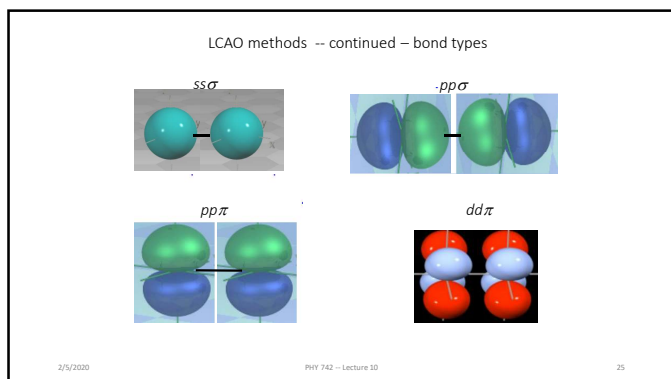 LCAO methods -- continued – bond types
ssσ
-ppσ
ppπ
ddπ
2/5/2020
PHY 742 -- Lecture 10
25